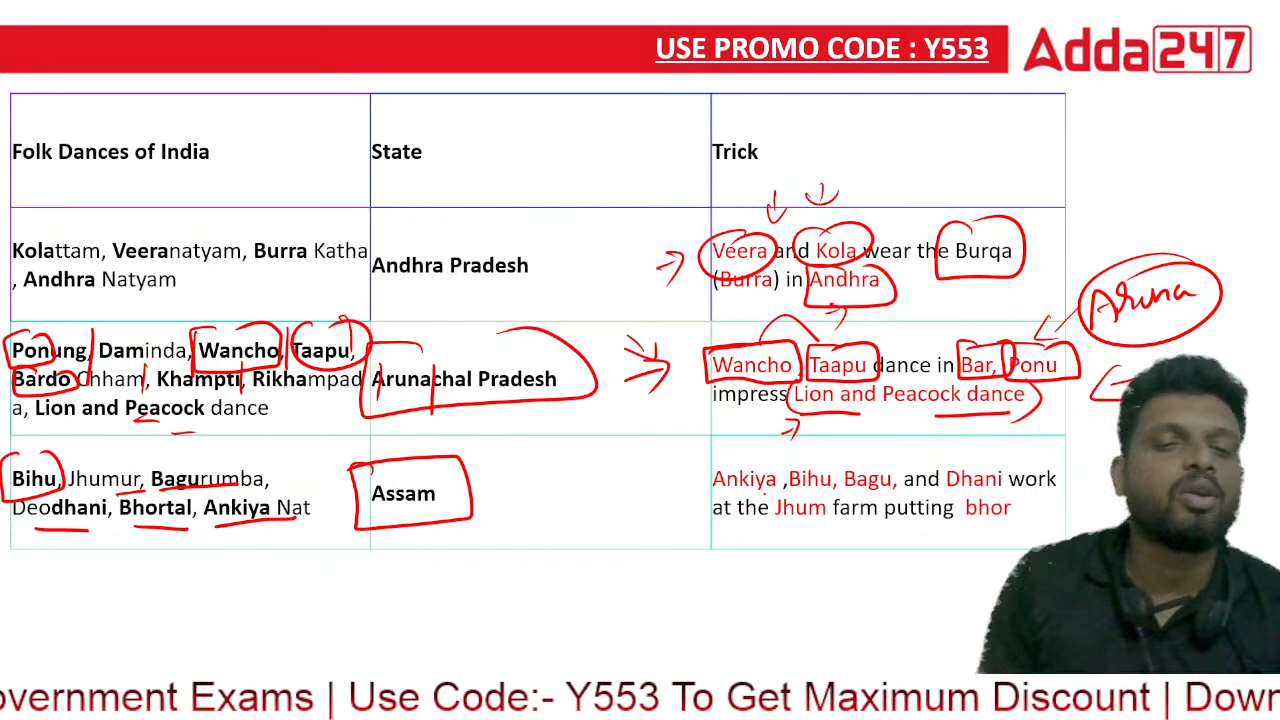 USE PROMO CODE : Y553
Adda247
Folk Dances of India
State
Trick
Kolattam, Veeranatyam, Burra Katha
, Andhra Natyam
Andhra Pradesh
Veera and Kola wear the Burqa
(Burra) in Andhra
Aruna
Ponung, Daminda, Wancho, Taapu,
Bardo Chham, Khampti, Rikhampad
a, Lion and Peacock dance
Arunachal Pradesh
Wancho Taapu dance in Bar, Ponu
impress Lion and Peacock dance
Bihu, Jhumur, Bagurumba,
Deodhani, Bhortal, Ankiya Nat
Assam
Ankiya ,Bihu, Bagu, and Dhani work
at the Jhum farm putting bhor
overnment Exams | Use Code:- Y553 To Get Maximum Discount | Down